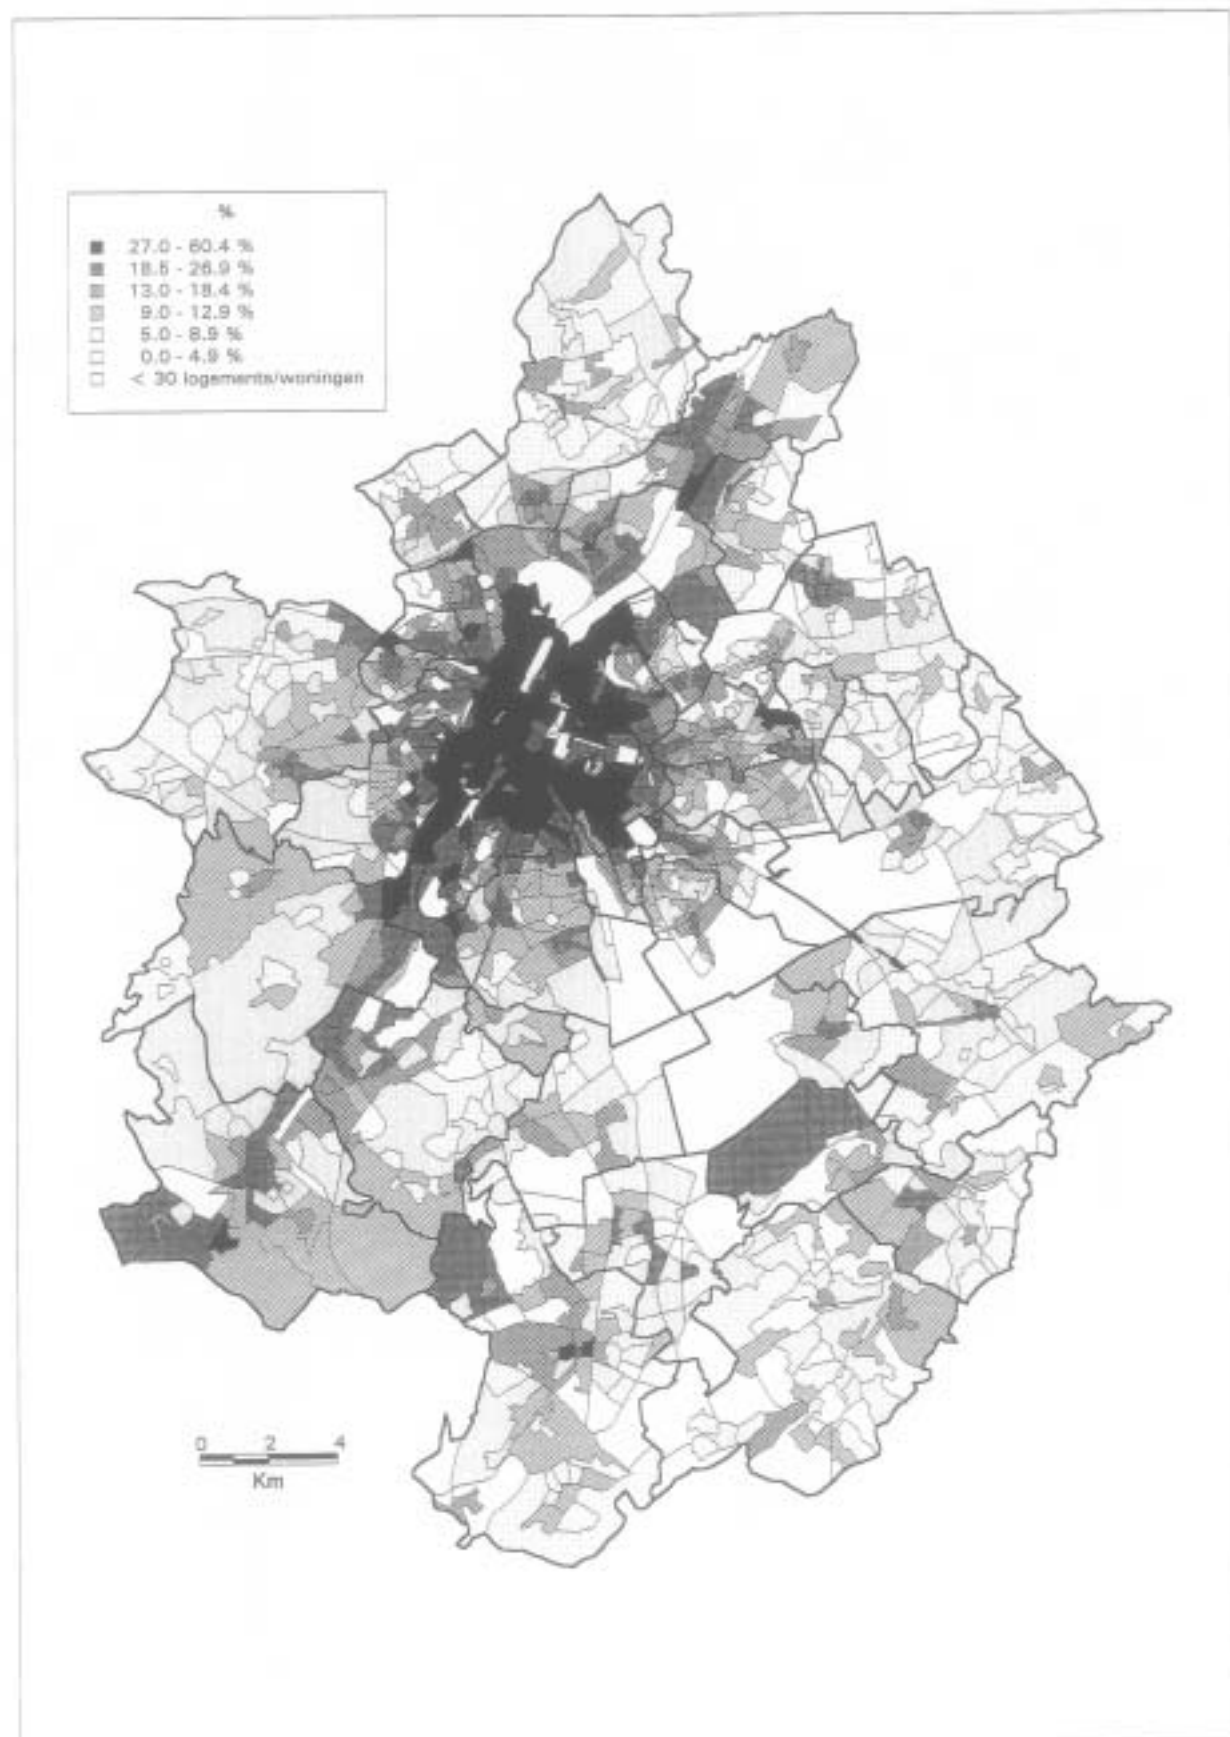 %
27.0 - 60.4 %
18.5 - 26.9 %
13.0 - 18.4 %
9.0 - 12.9 %
5.0 - 8.9 %
0.0 - 4.9 %
< 30 logements/woningen
0 2 4
Km